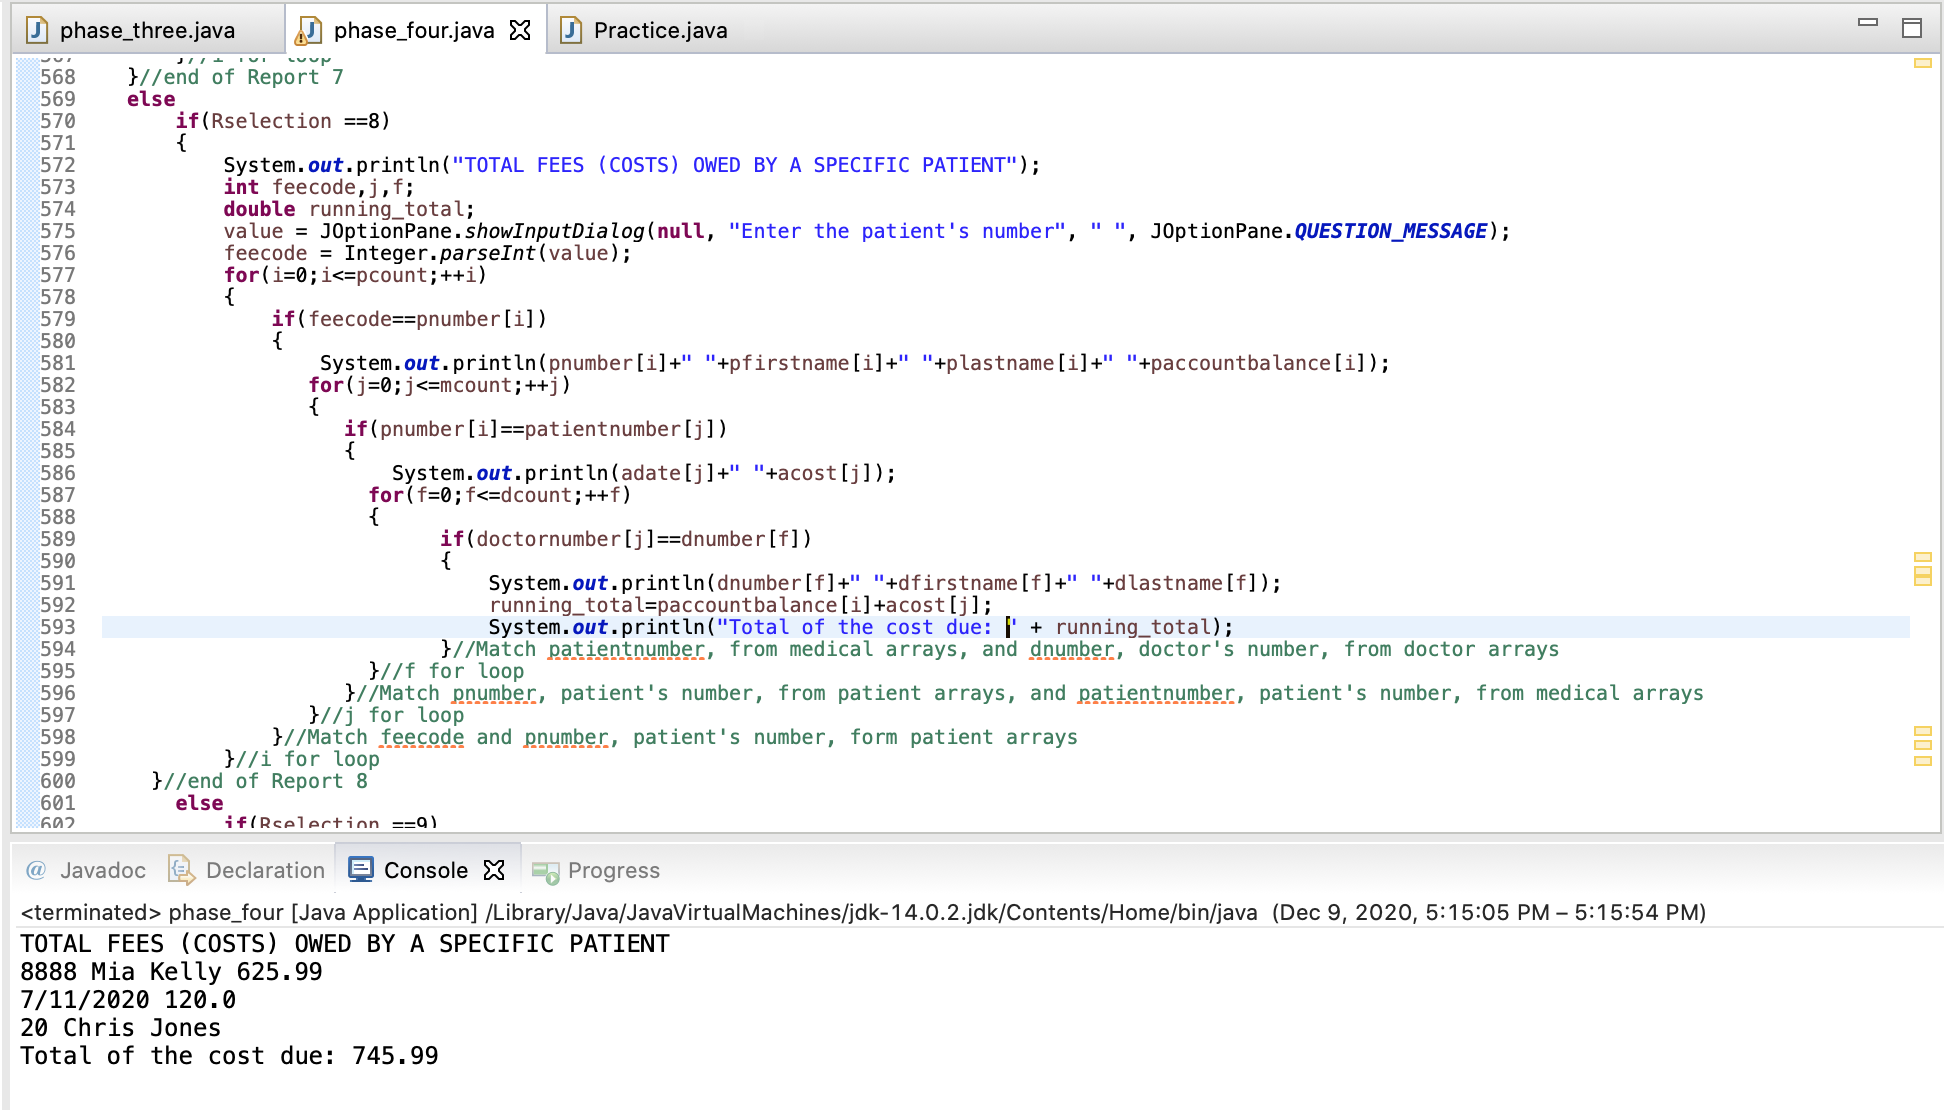 phase_three.java phase_four.java Practice.java
567 }//i for loop
568 }//end of Report 7
569 else
570 if(Rselection ==8)
571 {
572 System.out.println("TOTAL FEES (COSTS) OWED BY A SPECIFIC PATIENT");
573 int feecode,j,f;
574 double running_total;
575 value = JOptionPane.showInputDialog(null, "Enter the patient's number", " ", JOptionPane.QUESTION_MESSAGE);
576 feecode = Integer.parseInt(value);
577 for(i=0;i<=pcount;++i)
578 {
579 if(feecode==pnumber[i])
580 {
581 System.out.println(pnumber[i]+" "+pfirstname[i]+" "+plastname[i]+" "+paccountbalance[i]);
582 for(j=0;j<=mcount;++j)
583 {
584 if(pnumber[i]==patientnumber[j])
585 {
586 System.out.println(adate[j]+" "+acost[j]);
587 for(f=0;f<=dcount;++f)
588 {
589 if(doctornumber[j]==dnumber[f])
590 {
591 System.out.println(dnumber[f]+" "+dfirstname[f]+" "+dlastname[f]);
592 running_total=paccountbalance[i]+acost[j];
593 System.out.println("Total of the cost due: " + running_total);
594 }//Match patientnumber, from medical arrays, and dnumber, doctor's number, from doctor arrays
595 }//f for loop
596 }//Match pnumber, patient's number, from patient arrays, and patientnumber, patient's number, from medical arrays
597 }//j for loop
598 }//Match feecode and pnumber, patient's number, form patient arrays
599 }//i for loop
600 }//end of Report 8
601 else
602 if(Rselection ==9)
@ Javadoc Declaration Console Progress
<terminated> phase_four [Java Application] /Library/Java/JavaVirtualMachines/jdk-14.0.2.jdk/Contents/Home/bin/java (Dec 9, 2020, 5:15:05 PM – 5:15:54 PM)
TOTAL FEES (COSTS) OWED BY A SPECIFIC PATIENT
8888 Mia Kelly 625.99
7/11/2020 120.0
20 Chris Jones
Total of the cost due: 745.99